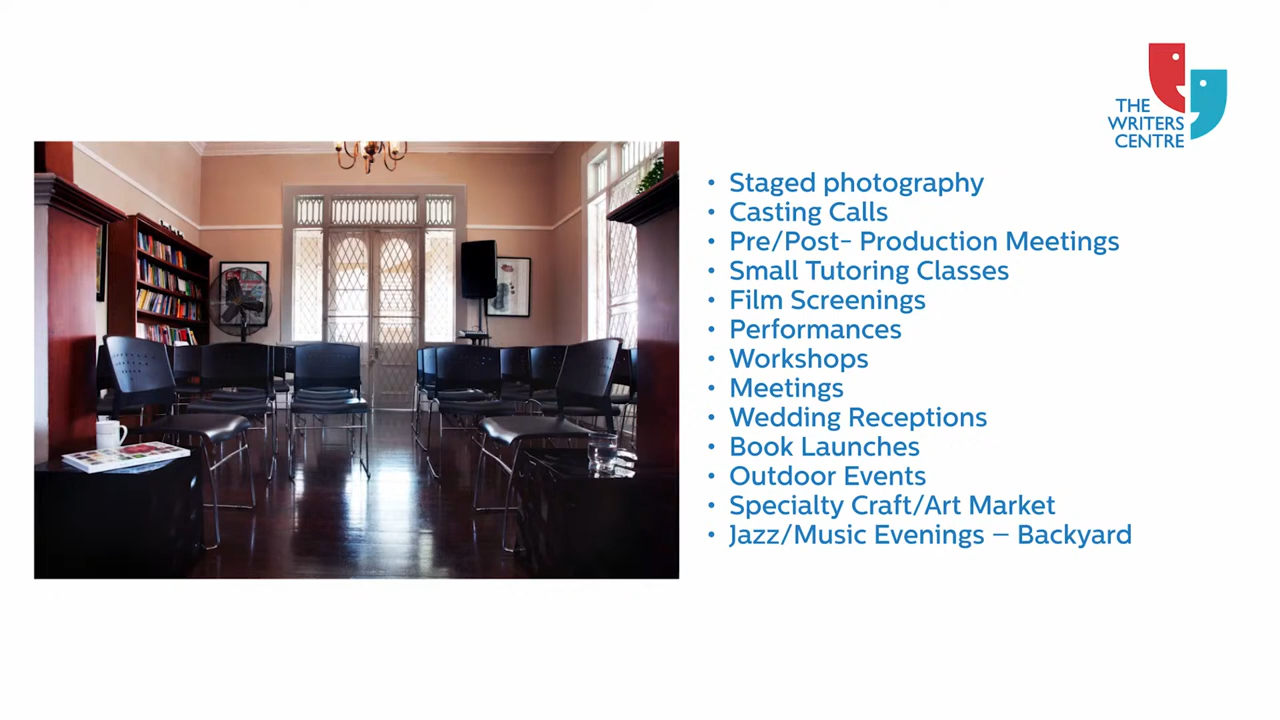 THE
WRITERS
CENTRE
• Staged photography
• Casting Calls
• Pre/Post- Production Meetings
• Small Tutoring Classes
• Film Screenings
• Performances
• Workshops
• Meetings
• Wedding Receptions
• Book Launches
• Outdoor Events
• Specialty Craft/Art Market
• Jazz/Music Evenings – Backyard